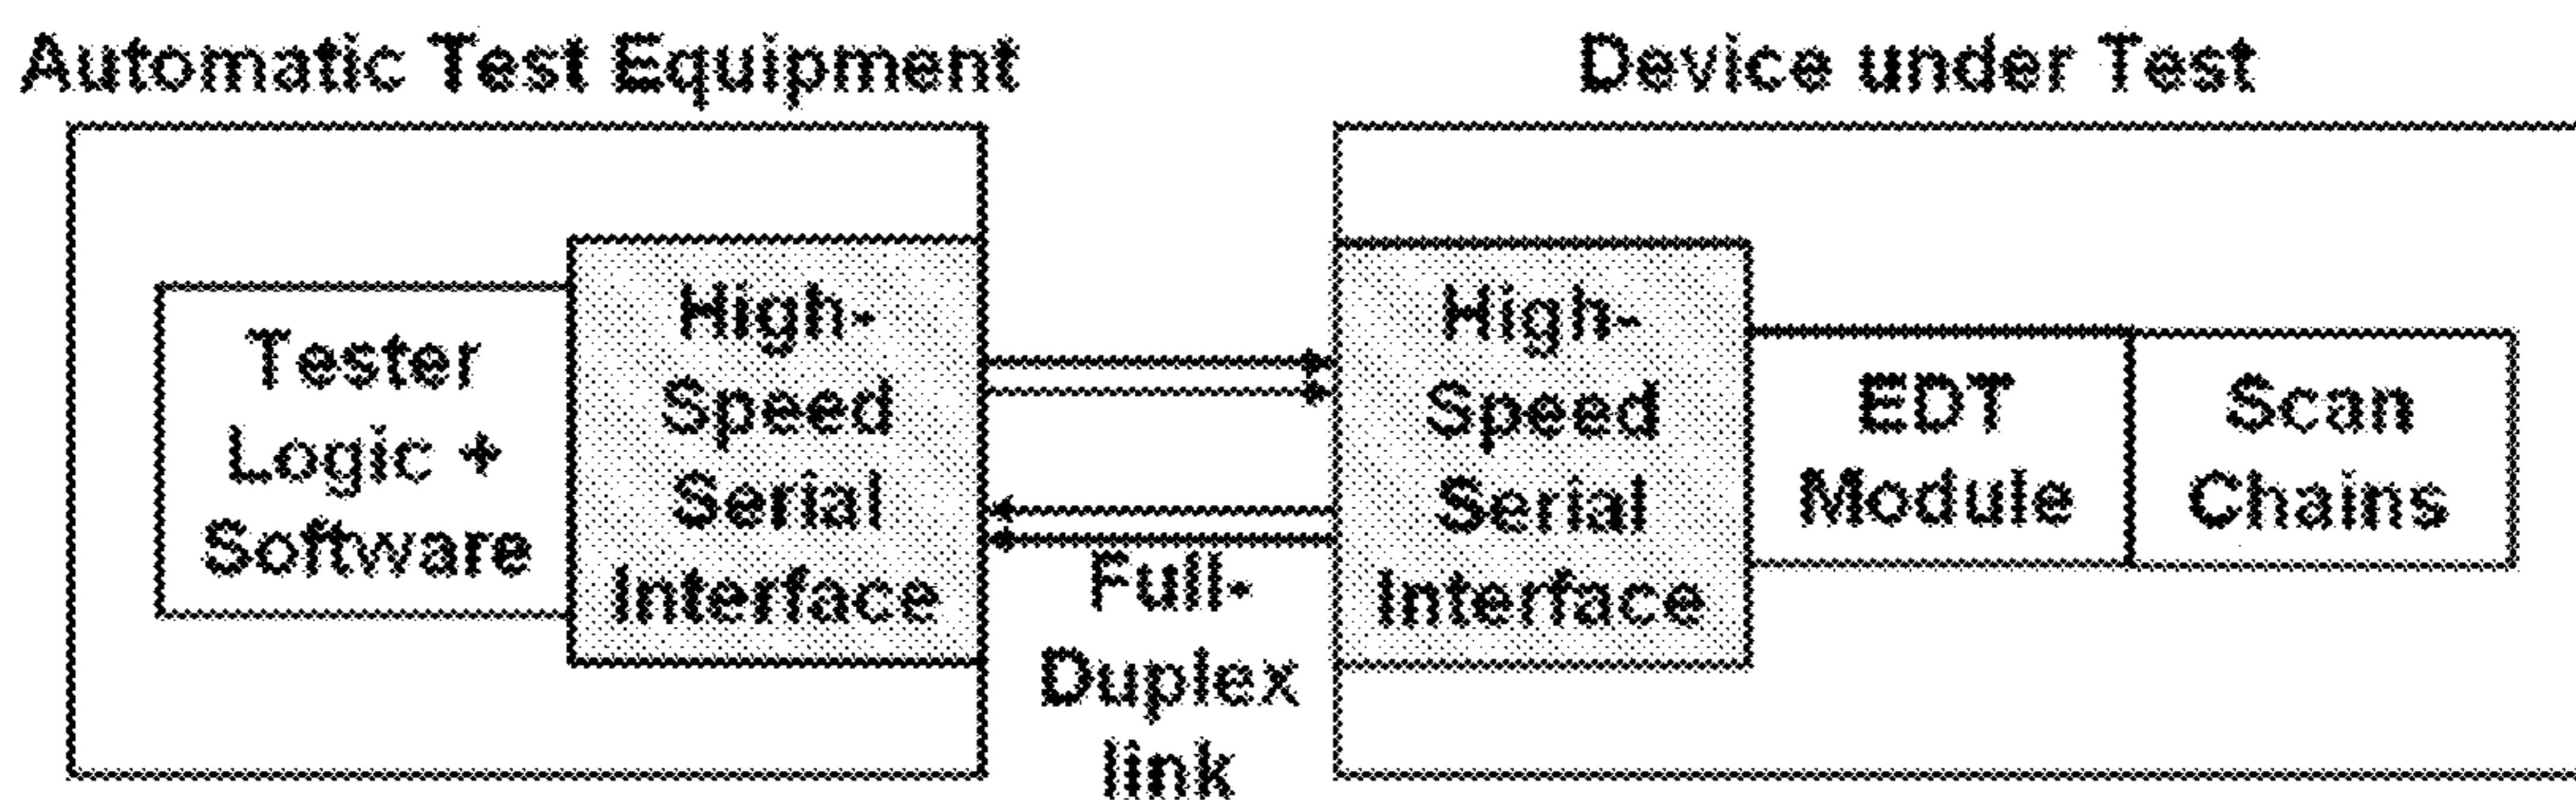 Automatic Test Equipment
Device under Test
Tester
Logic +
Software
High-
Speed
Serial
Interface
Full-
Duplex
link
High-
Speed
Serial
Interface
EDT
Module
Scan
Chains